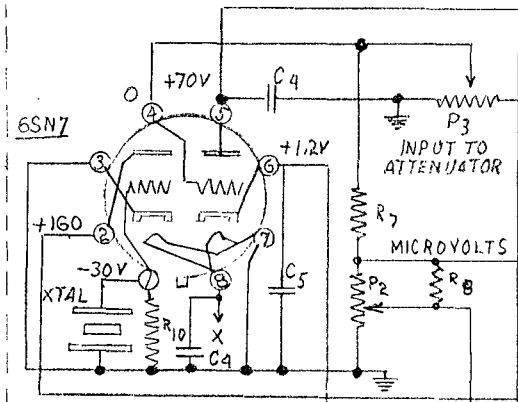 +70V
C4
O
4
5
6SN7
P3
INPUT TO
ATTENUATOR
3
6
+1.2V
+160
2
7
R7
MICROVOLTS
-30V
1
8
C5
P2
R8
XTAL
R10
X
C4